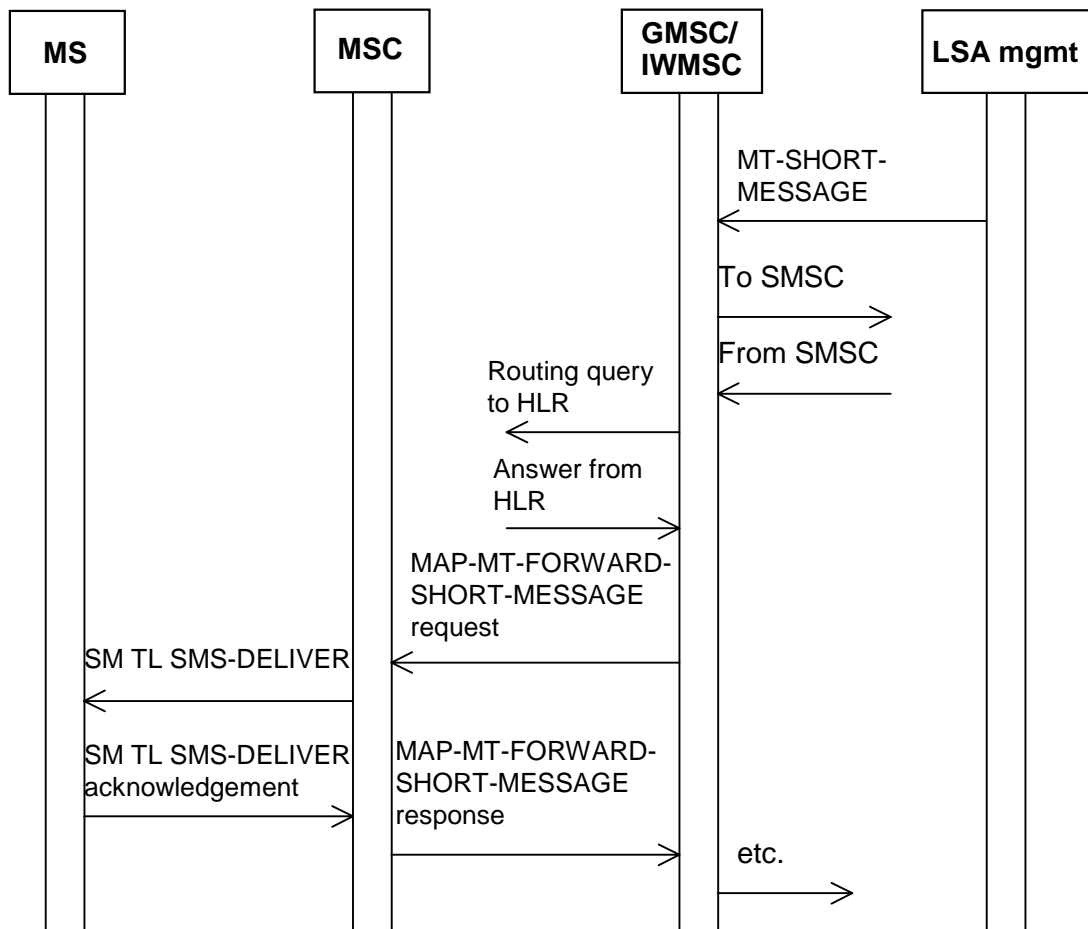 MS
MSC
GMSC/
IWMSC
LSA mgmt
MT-SHORT-
MESSAGE
To SMSC
From SMSC
Routing query
to HLR
Answer from
HLR
MAP-MT-FORWARD-
SHORT-MESSAGE
request
SM TL SMS-DELIVER
SM TL SMS-DELIVER
acknowledgement
MAP-MT-FORWARD-
SHORT-MESSAGE
response
etc.